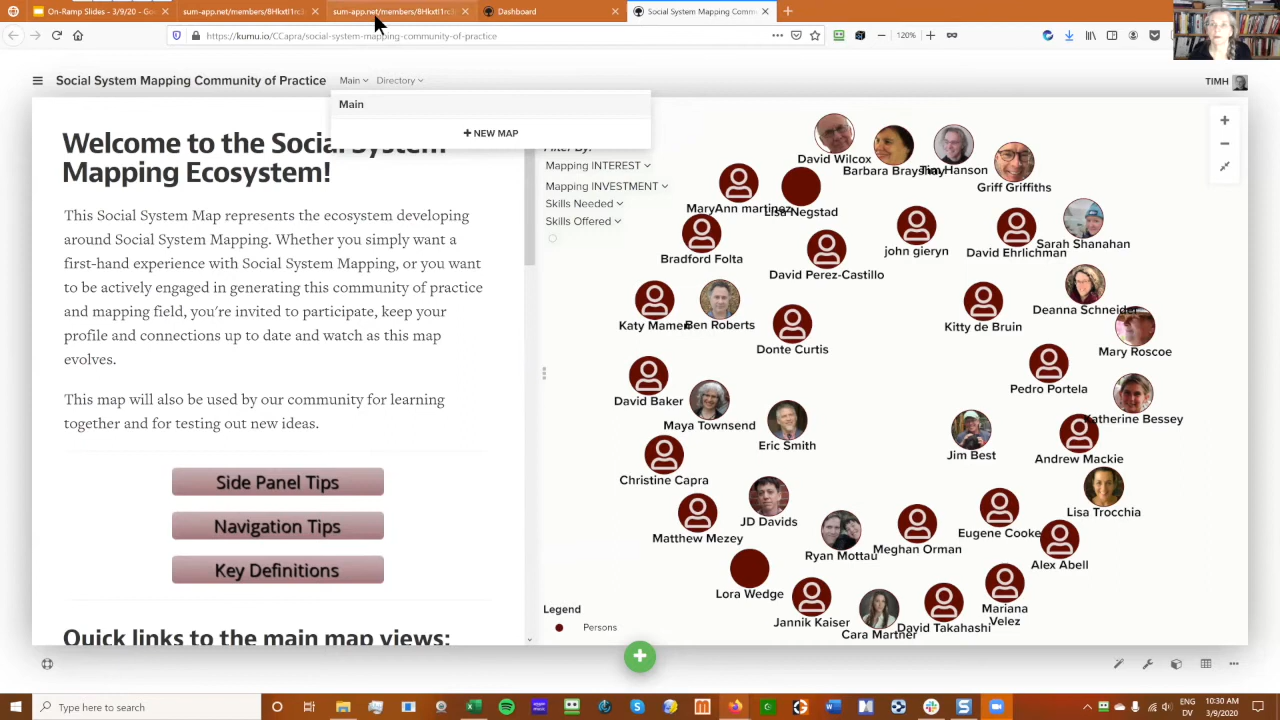 On-Ramp Slides - 3/9/20 - Go
sum-app.net/members/8Hkxtl1rc
sum-app.net/members/8Hkxtl1rc
Dashboard
Social System Mapping Comm
https://kumu.io/CCapra/social-system-mapping-community-of-practice
120%
Social System Mapping Community of Practice
Main
Directory
TIMH
Main
NEW MAP
Welcome to the Social System
Mapping Ecosystem!
This Social System Map represents the ecosystem developing
around Social System Mapping. Whether you simply want a
first-hand experience with Social System Mapping, or you want
to be actively engaged in generating this community of practice
and mapping field, you're invited to participate, keep your
profile and connections up to date and watch as this map
evolves.
This map will also be used by our community for learning
together and for testing out new ideas.
Side Panel Tips
Navigation Tips
Key Definitions
Quick links to the main map views:
Filter By:
Mapping INTEREST
Mapping INVESTMENT
Skills Needed
Skills Offered
David Wilcox
Barbara Brayshay
Tim Hanson
Griff Griffiths
MaryAnn martinez
Lisa Negstad
Bradford Folta
David Perez-Castillo
john gieryn
David Ehrlichman
Sarah Shanahan
Katy Mamen
Ben Roberts
Donte Curtis
Kitty de Bruin
Deanna Schneider
Mary Roscoe
David Baker
Maya Townsend
Eric Smith
Jim Best
Pedro Portela
Katherine Bessey
Andrew Mackie
Christine Capra
Lisa Trocchia
Matthew Mezey
JD Davids
Ryan Mottau
Meghan Orman
Eugene Cooke
Alex Abell
Lora Wedge
Jannik Kaiser
Cara Martner
David Takahashi
Mariana
Velez
Legend
Persons
Type here to search
ENG
DV
10:30 AM
3/9/2020